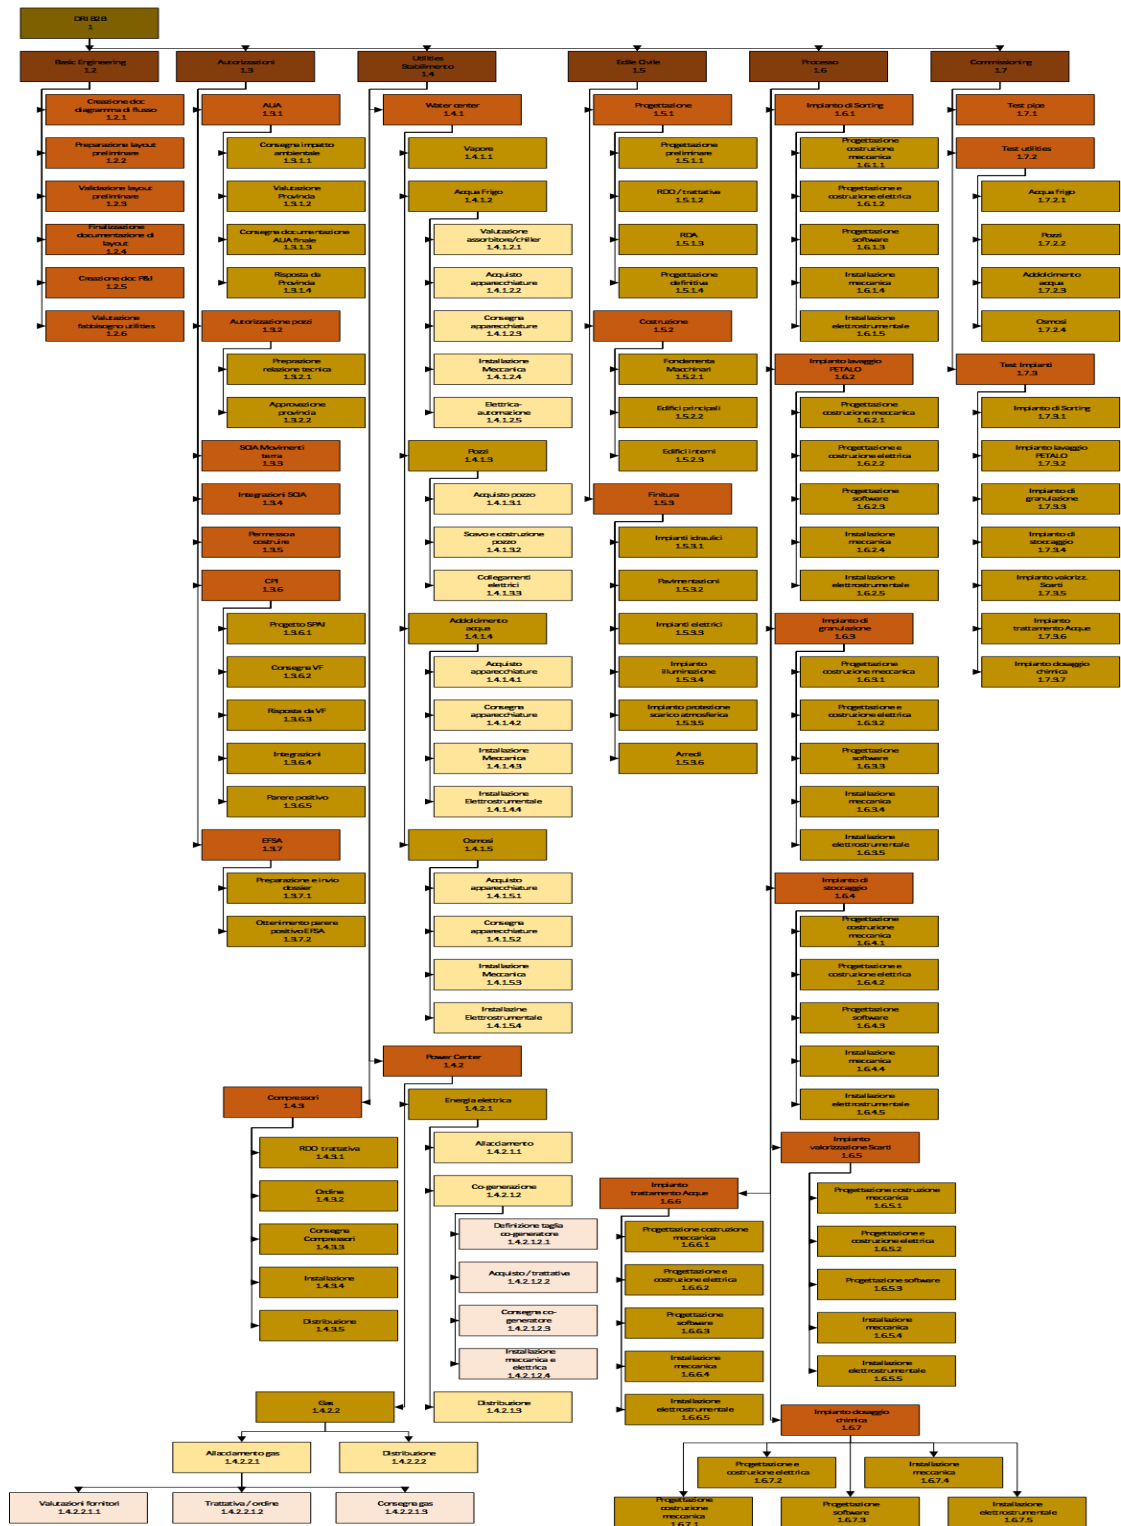 DRI B2B
1
Basic Engineering
1.2
Autorizzazioni
1.3
Utilities
Stabilimento
1.4
Edile Civile
1.5
Processo
1.6
Commissioning
1.7
Creazione doc
diagramma di flusso
1.2.1
Preparazione layout
preliminare
1.2.2
Validazione layout
preliminare
1.2.3
Finalizzazione
documentazione di
layout
1.2.4
Creazione doc P&I
1.2.5
Valutazione
fabbisogno utilities
1.2.6
AUA
1.3.1
Consegna impatto
ambientale
1.3.1.1
Valutazione
Provincia
1.3.1.2
Consegna documentazione
AUA finale
1.3.1.3
Risposta da
Provincia
1.3.1.4
Autorizzazione pozzi
1.3.2
Preprazione
relazione tecnica
1.3.2.1
Approvazione
provincia
1.3.2.2
SCIA Movimenti
terra
1.3.3
Integrazioni SCIA
1.3.4
Permesso a
costruire
1.3.5
CPI
1.3.6
Progetto SPAI
1.3.6.1
Consegna VF
1.3.6.2
Risposta da VF
1.3.6.3
Integrazioni
1.3.6.4
Parere positivo
1.3.6.5
EFSA
1.3.7
Preparazione e invio
dossier
1.3.7.1
Ottenimento parere
positivo EFSA
1.3.7.2
Water center
1.4.1
Vapore
1.4.1.1
Acqua Frigo
1.4.1.2
Valutazione
assorbitore/chiller
1.4.1.2.1
Acquisto
apparecchiature
1.4.1.2.2
Consegna
apparecchiature
1.4.1.2.3
Installazione
Meccanica
1.4.1.2.4
Elettrica-
automazione
1.4.1.2.5
Pozzi
1.4.1.3
Acquisto pozzo
1.4.1.3.1
Scavo e costruzione
pozzo
1.4.1.3.2
Collegamenti
elettrici
1.4.1.3.3
Addolcimento
acqua
1.4.1.4
Acquisto
apparecchiature
1.4.1.4.1
Consegna
apparecchiature
1.4.1.4.2
Installazione
Meccanica
1.4.1.4.3
Installazione
Elettrostrumentale
1.4.1.4.4
Osmosi
1.4.1.5
Acquisto
apparecchiature
1.4.1.5.1
Consegna
apparecchiature
1.4.1.5.2
Installazione
Meccanica
1.4.1.5.3
Installazine
Elettrostrumentale
1.4.1.5.4
Power Center
1.4.2
Energia elettrica
1.4.2.1
Allacciamento
1.4.2.1.1
Co-generazione
1.4.2.1.2
Definizione taglia
co-generatore
1.4.2.1.2.1
Acquisto / trattativa
1.4.2.1.2.2
Consegna co-
generatore
1.4.2.1.2.3
Installazione
meccanica e
elettrica
1.4.2.1.2.4
Distribuzione
1.4.2.1.3
Compressori
1.4.3
RDO trattativa
1.4.3.1
Ordine
1.4.3.2
Consegna
Compressori
1.4.3.3
Installazione
1.4.3.4
Distribuzione
1.4.3.5
Gas
1.4.2.2
Allacciamento gas
1.4.2.2.1
Distribuzione
1.4.2.2.2
Valutazioni fornitori
1.4.2.2.1.1
Trattativa / ordine
1.4.2.2.1.2
Consegna gas
1.4.2.2.1.3
Progettazione
1.5.1
Progettazione
preliminare
1.5.1.1
RDO / trattativa
1.5.1.2
RDA
1.5.1.3
Progettazione
definitiva
1.5.1.4
Costruzione
1.5.2
Fondamenta
Macchinari
1.5.2.1
Edifici principali
1.5.2.2
Edifici interni
1.5.2.3
Finitura
1.5.3
Impianti idraulici
1.5.3.1
Pavimentazioni
1.5.3.2
Impianti elettrici
1.5.3.3
Impianto
illuminazione
1.5.3.4
Impianto protezione
scarico atmosferica
1.5.3.5
Arredi
1.5.3.6
Impianto di Sorting
1.6.1
Progettazione
costruzione
meccanica
1.6.1.1
Progettazione e
costruzione elettrica
1.6.1.2
Progettazione
software
1.6.1.3
Installazione
meccanica
1.6.1.4
Installazione
elettrostrumentale
1.6.1.5
Impianto lavaggio
PETALO
1.6.2
Progettazione
costruzione meccanica
1.6.2.1
Progettazione e
costruzione elettrica
1.6.2.2
Progettazione
software
1.6.2.3
Installazione
meccanica
1.6.2.4
Installazione
elettrostrumentale
1.6.2.5
Impianto di
granulazione
1.6.3
Progettazione
costruzione meccanica
1.6.3.1
Progettazione e
costruzione elettrica
1.6.3.2
Progettazione
software
1.6.3.3
Installazione
meccanica
1.6.3.4
Installazione
elettrostrumentale
1.6.3.5
Impianto di
stoccaggio
1.6.4
Progettazione
costruzione
meccanica
1.6.4.1
Progettazione e
costruzione elettrica
1.6.4.2
Progettazione
software
1.6.4.3
Installazione
meccanica
1.6.4.4
Installazione
elettrostrumentale
1.6.4.5
Impianto
valorizzazione Scarti
1.6.5
Progettazione costruzione
meccanica
1.6.5.1
Progettazione e
costruzione elettrica
1.6.5.2
Progettazione software
1.6.5.3
Installazione
meccanica
1.6.5.4
Installazione
elettrostrumentale
1.6.5.5
Impianto
trattamento Acque
1.6.6
Progettazione costruzione
meccanica
1.6.6.1
Progettazione e
costruzione elettrica
1.6.6.2
Progettazione
software
1.6.6.3
Installazione
meccanica
1.6.6.4
Installazione
elettrostrumentale
1.6.6.5
Impianto dosaggio
chimica
1.6.7
Progettazione e
costruzione elettrica
1.6.7.2
Installazione
meccanica
1.6.7.4
Progettazione
costruzione
meccanica
1.6.7.1
Progettazione
software
1.6.7.3
Installazione
elettrostrumentale
1.6.7.5
Test pipe
1.7.1
Test utilities
1.7.2
Acqua frigo
1.7.2.1
Pozzi
1.7.2.2
Addolcimento
acqua
1.7.2.3
Osmosi
1.7.2.4
Test Impianti
1.7.3
Impianto di Sorting
1.7.3.1
Impianto lavaggio
PETALO
1.7.3.2
Impianto di
granulazione
1.7.3.3
Impianto di
stoccaggio
1.7.3.4
Impianto valorizz.
Scarti
1.7.3.5
Impianto
trattamento Acque
1.7.3.6
Impianto dosaggio
chimica
1.7.3.7